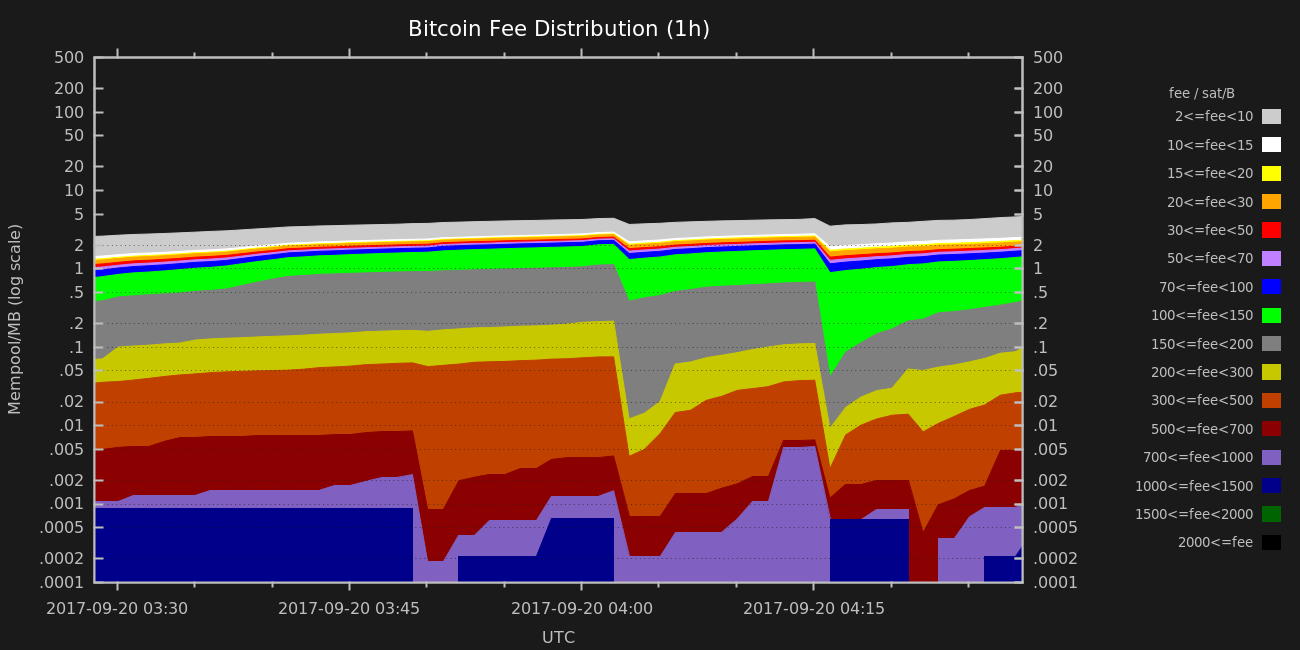 Bitcoin Fee Distribution (1h)
500
200
100
50
20
10
5
2
1
.5
.2
.1
.05
.02
.01
.005
.002
.001
.0005
.0002
.0001
Mempool/MB (log scale)
500
200
100
50
20
10
5
2
1
.5
.2
.1
.05
.02
.01
.005
.002
.001
.0005
.0002
.0001
2017-09-20 03:30
2017-09-20 03:45
2017-09-20 04:00
2017-09-20 04:15
UTC
fee / sat/B
2<=fee<10
10<=fee<15
15<=fee<20
20<=fee<30
30<=fee<50
50<=fee<70
70<=fee<100
100<=fee<150
150<=fee<200
200<=fee<300
300<=fee<500
500<=fee<700
700<=fee<1000
1000<=fee<1500
1500<=fee<2000
2000<=fee